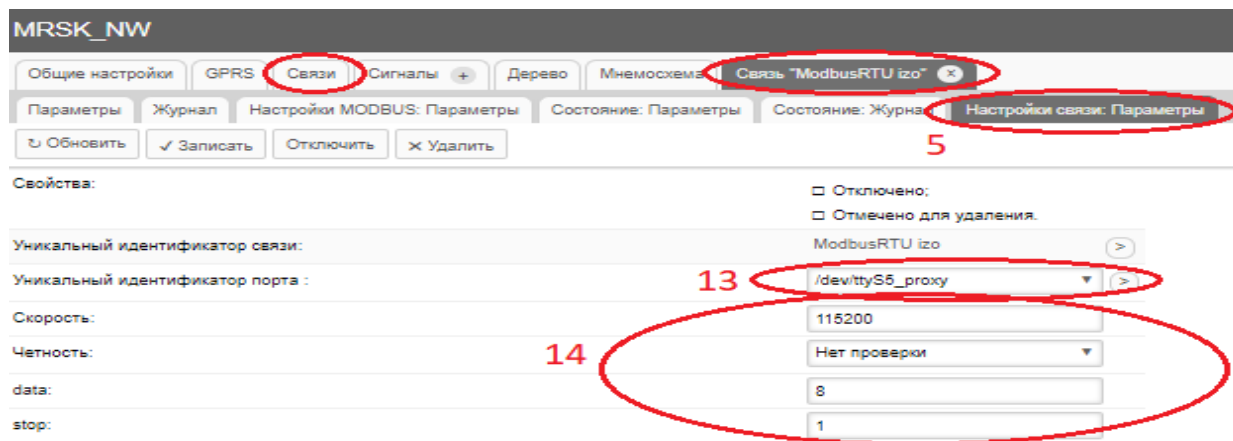 MRSK_NW
Общие настройки GPRS Связи Сигналы + Дерево Мнемосхема Связь "ModbusRTU izo" ×
Параметры Журнал Настройки MODBUS: Параметры Состояние: Параметры Состояние: Журнал Настройки связи: Параметры
↻ Обновить ✓ Записать Отключить × Удалить
5
Свойства:
□ Отключено;
□ Отмечено для удаления.
Уникальный идентификатор связи: ModbusRTU izo >
Уникальный идентификатор порта : 13 /dev/ttyS5_proxy ▼ >
Скорость: 115200
Четность: 14 Нет проверки ▼
data: 8
stop: 1